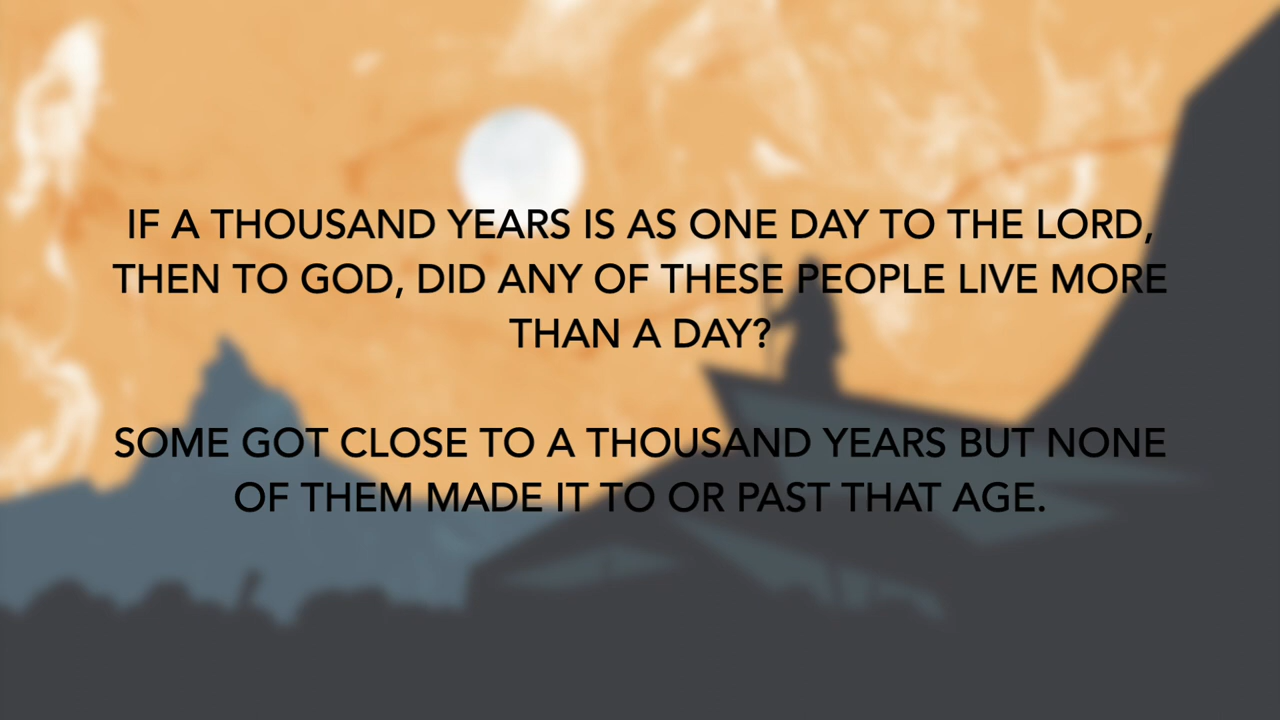 IF A THOUSAND YEARS IS AS ONE DAY TO THE LORD,
THEN TO GOD, DID ANY OF THESE PEOPLE LIVE MORE
THAN A DAY?
SOME GOT CLOSE TO A THOUSAND YEARS BUT NONE
OF THEM MADE IT TO OR PAST THAT AGE.